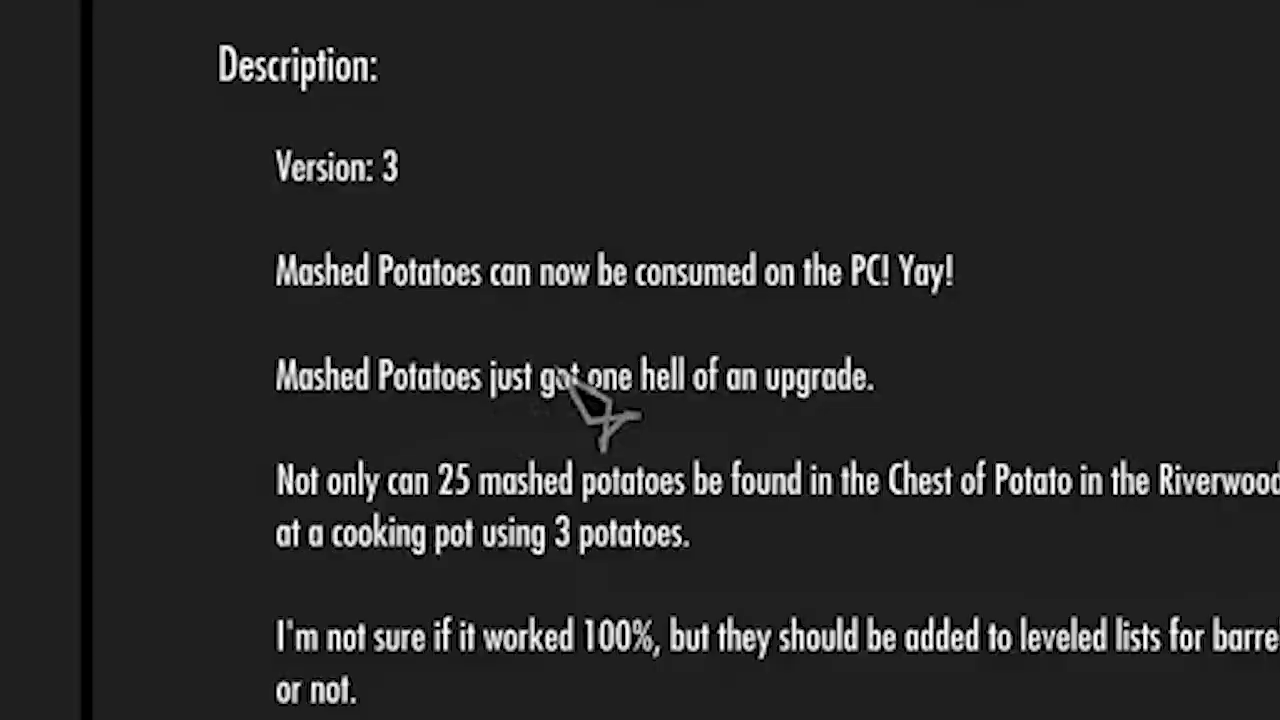 Description:
Version: 3
Mashed Potatoes can now be consumed on the PC! Yay!
Mashed Potatoes just got one hell of an upgrade.
Not only can 25 mashed potatoes be found in the Chest of Potato in the Riverwood
at a cooking pot using 3 potatoes.
I'm not sure if it worked 100%, but they should be added to leveled lists for barre
or not.